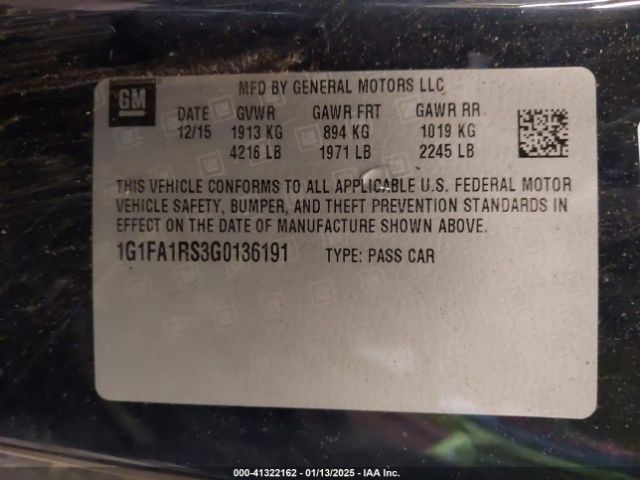 GM
MFD BY GENERAL MOTORS LLC
DATE GVWR GAWR FRT GAWR RR
12/15 1913 KG 894 KG 1019 KG
4216 LB 1971 LB 2245 LB
THIS VEHICLE CONFORMS TO ALL APPLICABLE U.S. FEDERAL MOTOR
VEHICLE SAFETY, BUMPER, AND THEFT PREVENTION STANDARDS IN
EFFECT ON THE DATE OF MANUFACTURE SHOWN ABOVE.
1G1FA1RS3G0136191 TYPE: PASS CAR
000-41322162 - 01/13/2025 - IAA Inc.